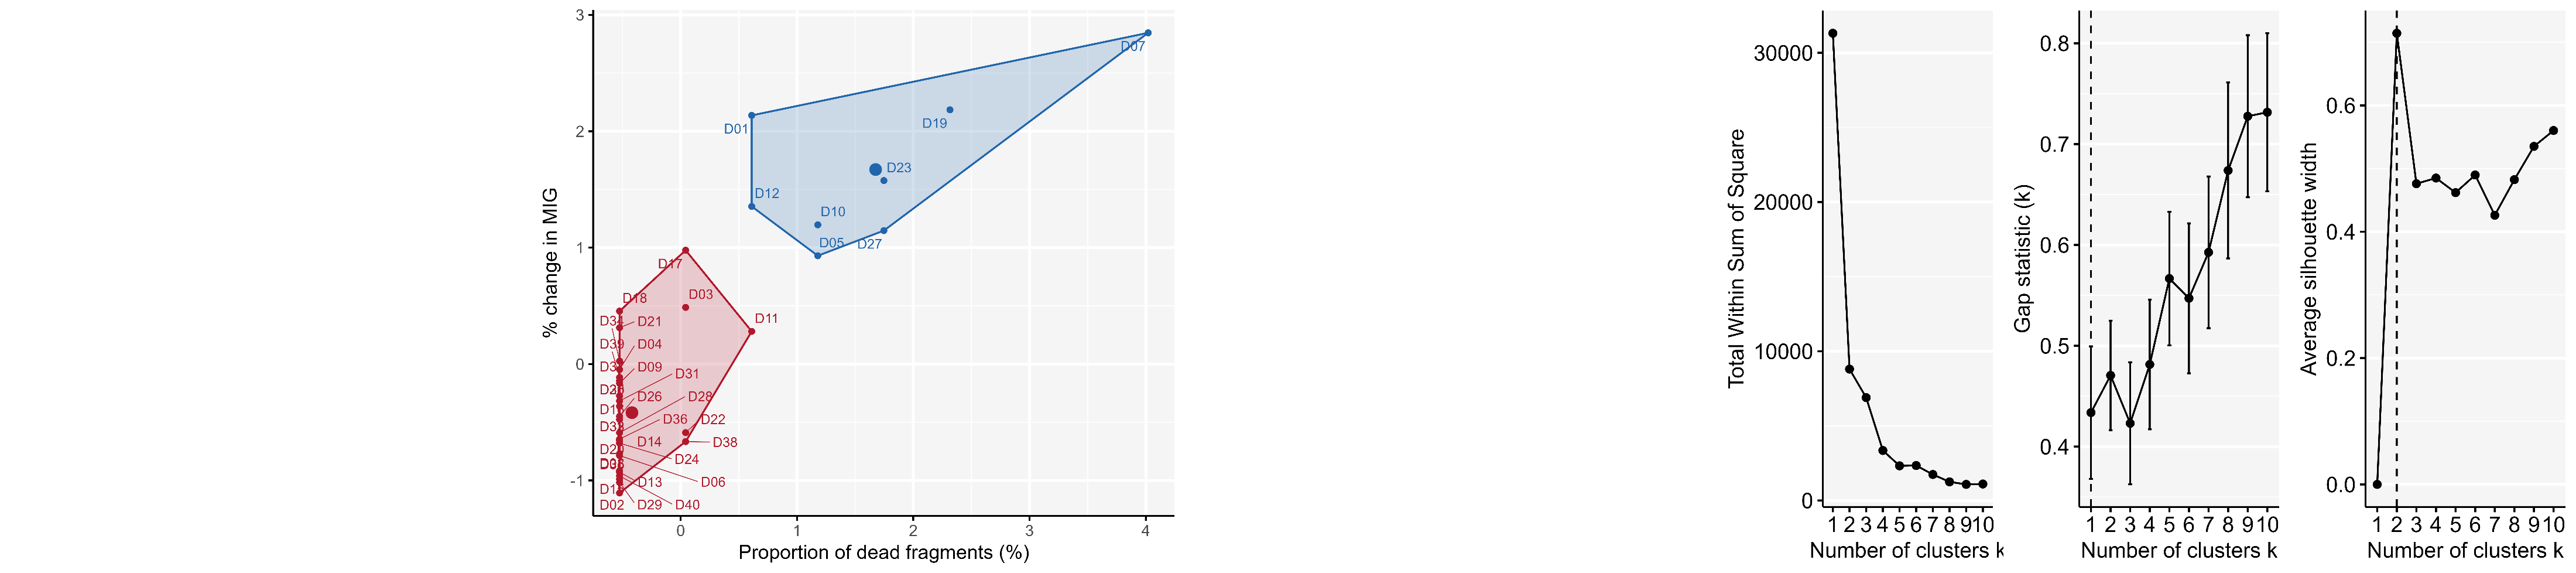 3
2
1
0
-1
% change in MIG
D07
D01
D19
D23
D12
D10
D05
D27
D17
D18
D03
D11
D34
D21
D39
D04
D09
D31
D26
D28
D36
D22
D14
D38
D24
D06
D13
D02
D29
D40
0 1 2 3 4
Proportion of dead fragments (%)
30000
20000
10000
0
Total Within Sum of Square
1 2 3 4 5 6 7 8 9 10
Number of clusters k
0.8
0.7
0.6
0.5
0.4
Gap statistic (k)
1 2 3 4 5 6 7 8 9 10
Number of clusters k
0.6
0.4
0.2
0.0
Average silhouette width
1 2 3 4 5 6 7 8 9 10
Number of clusters k